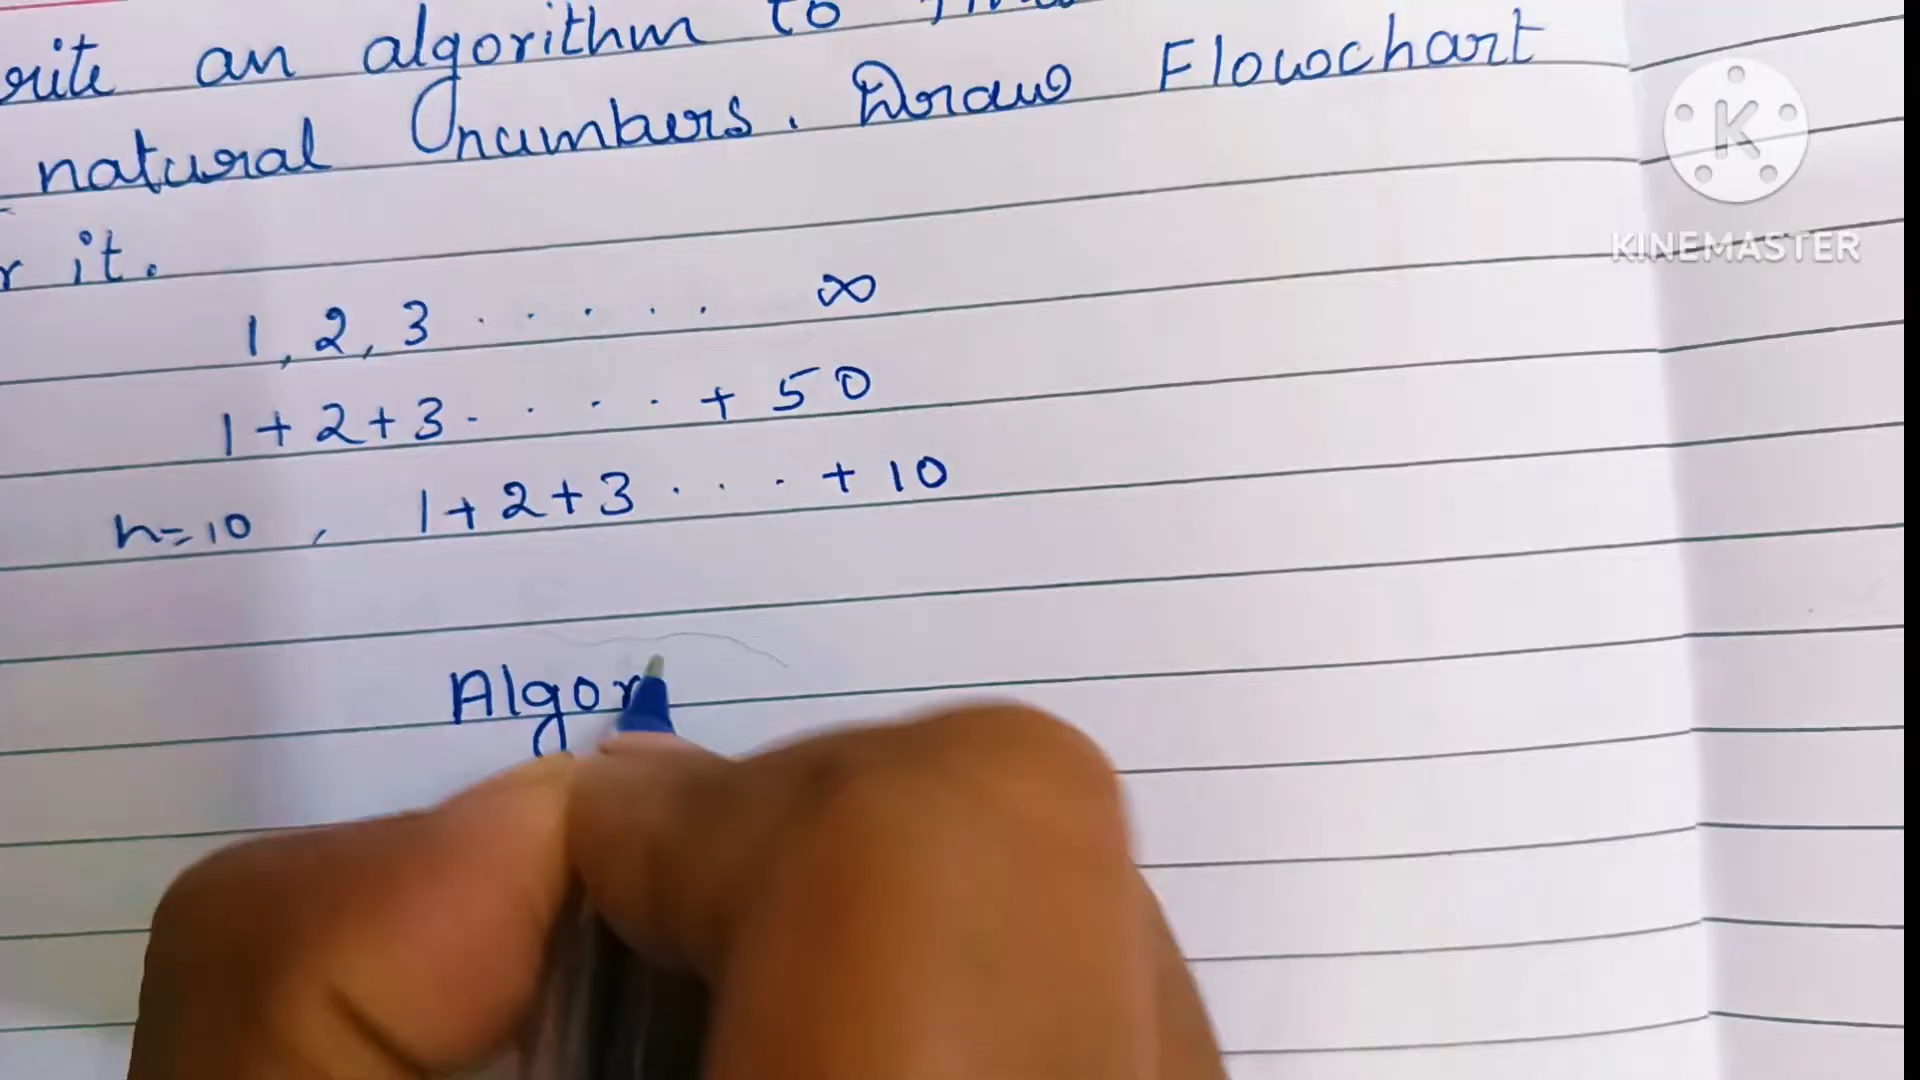 an algorithm to
natural numbers. Draw Flowchart
it.
1, 2, 3 . . . . . ∞
1 + 2 + 3 . . . . + 50
n=10 , 1 + 2 + 3 . . . + 10
Algor
K
KINEMASTER